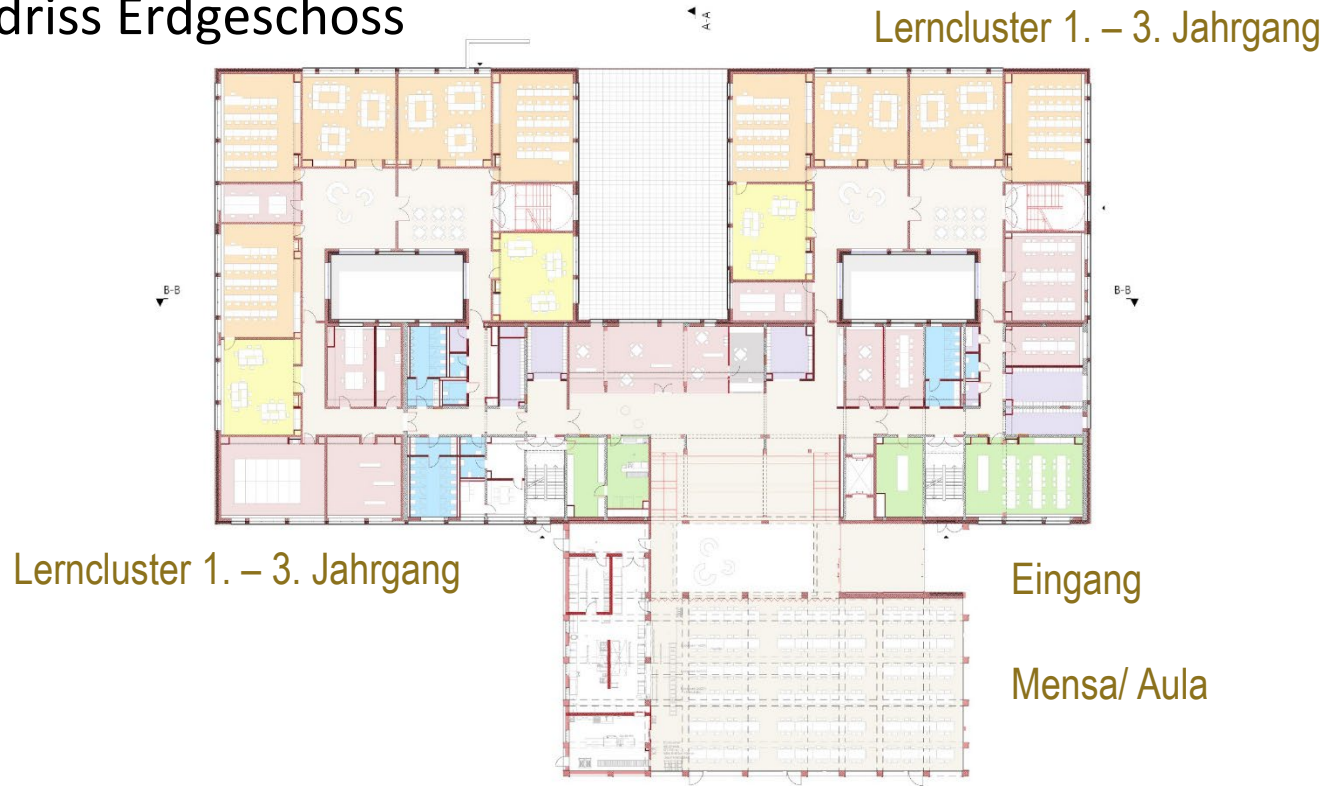 driss Erdgeschoss
A-A
Lerncluster 1. – 3. Jahrgang
B-B
B-B
Lerncluster 1. – 3. Jahrgang
Eingang
Mensa/ Aula